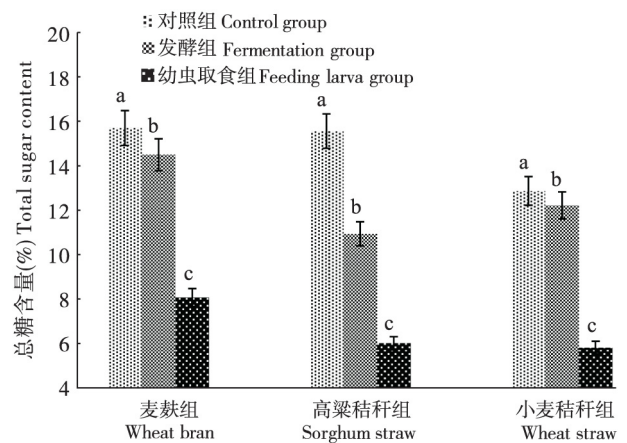 对照组 Control group
发酵组 Fermentation group
幼虫取食组 Feeding larva group
总糖含量(%) Total sugar content
20
18
16
14
12
10
8
6
4
a
b
c
a
b
c
a
b
c
麦麸组
Wheat bran
高粱秸秆组
Sorghum straw
小麦秸秆组
Wheat straw